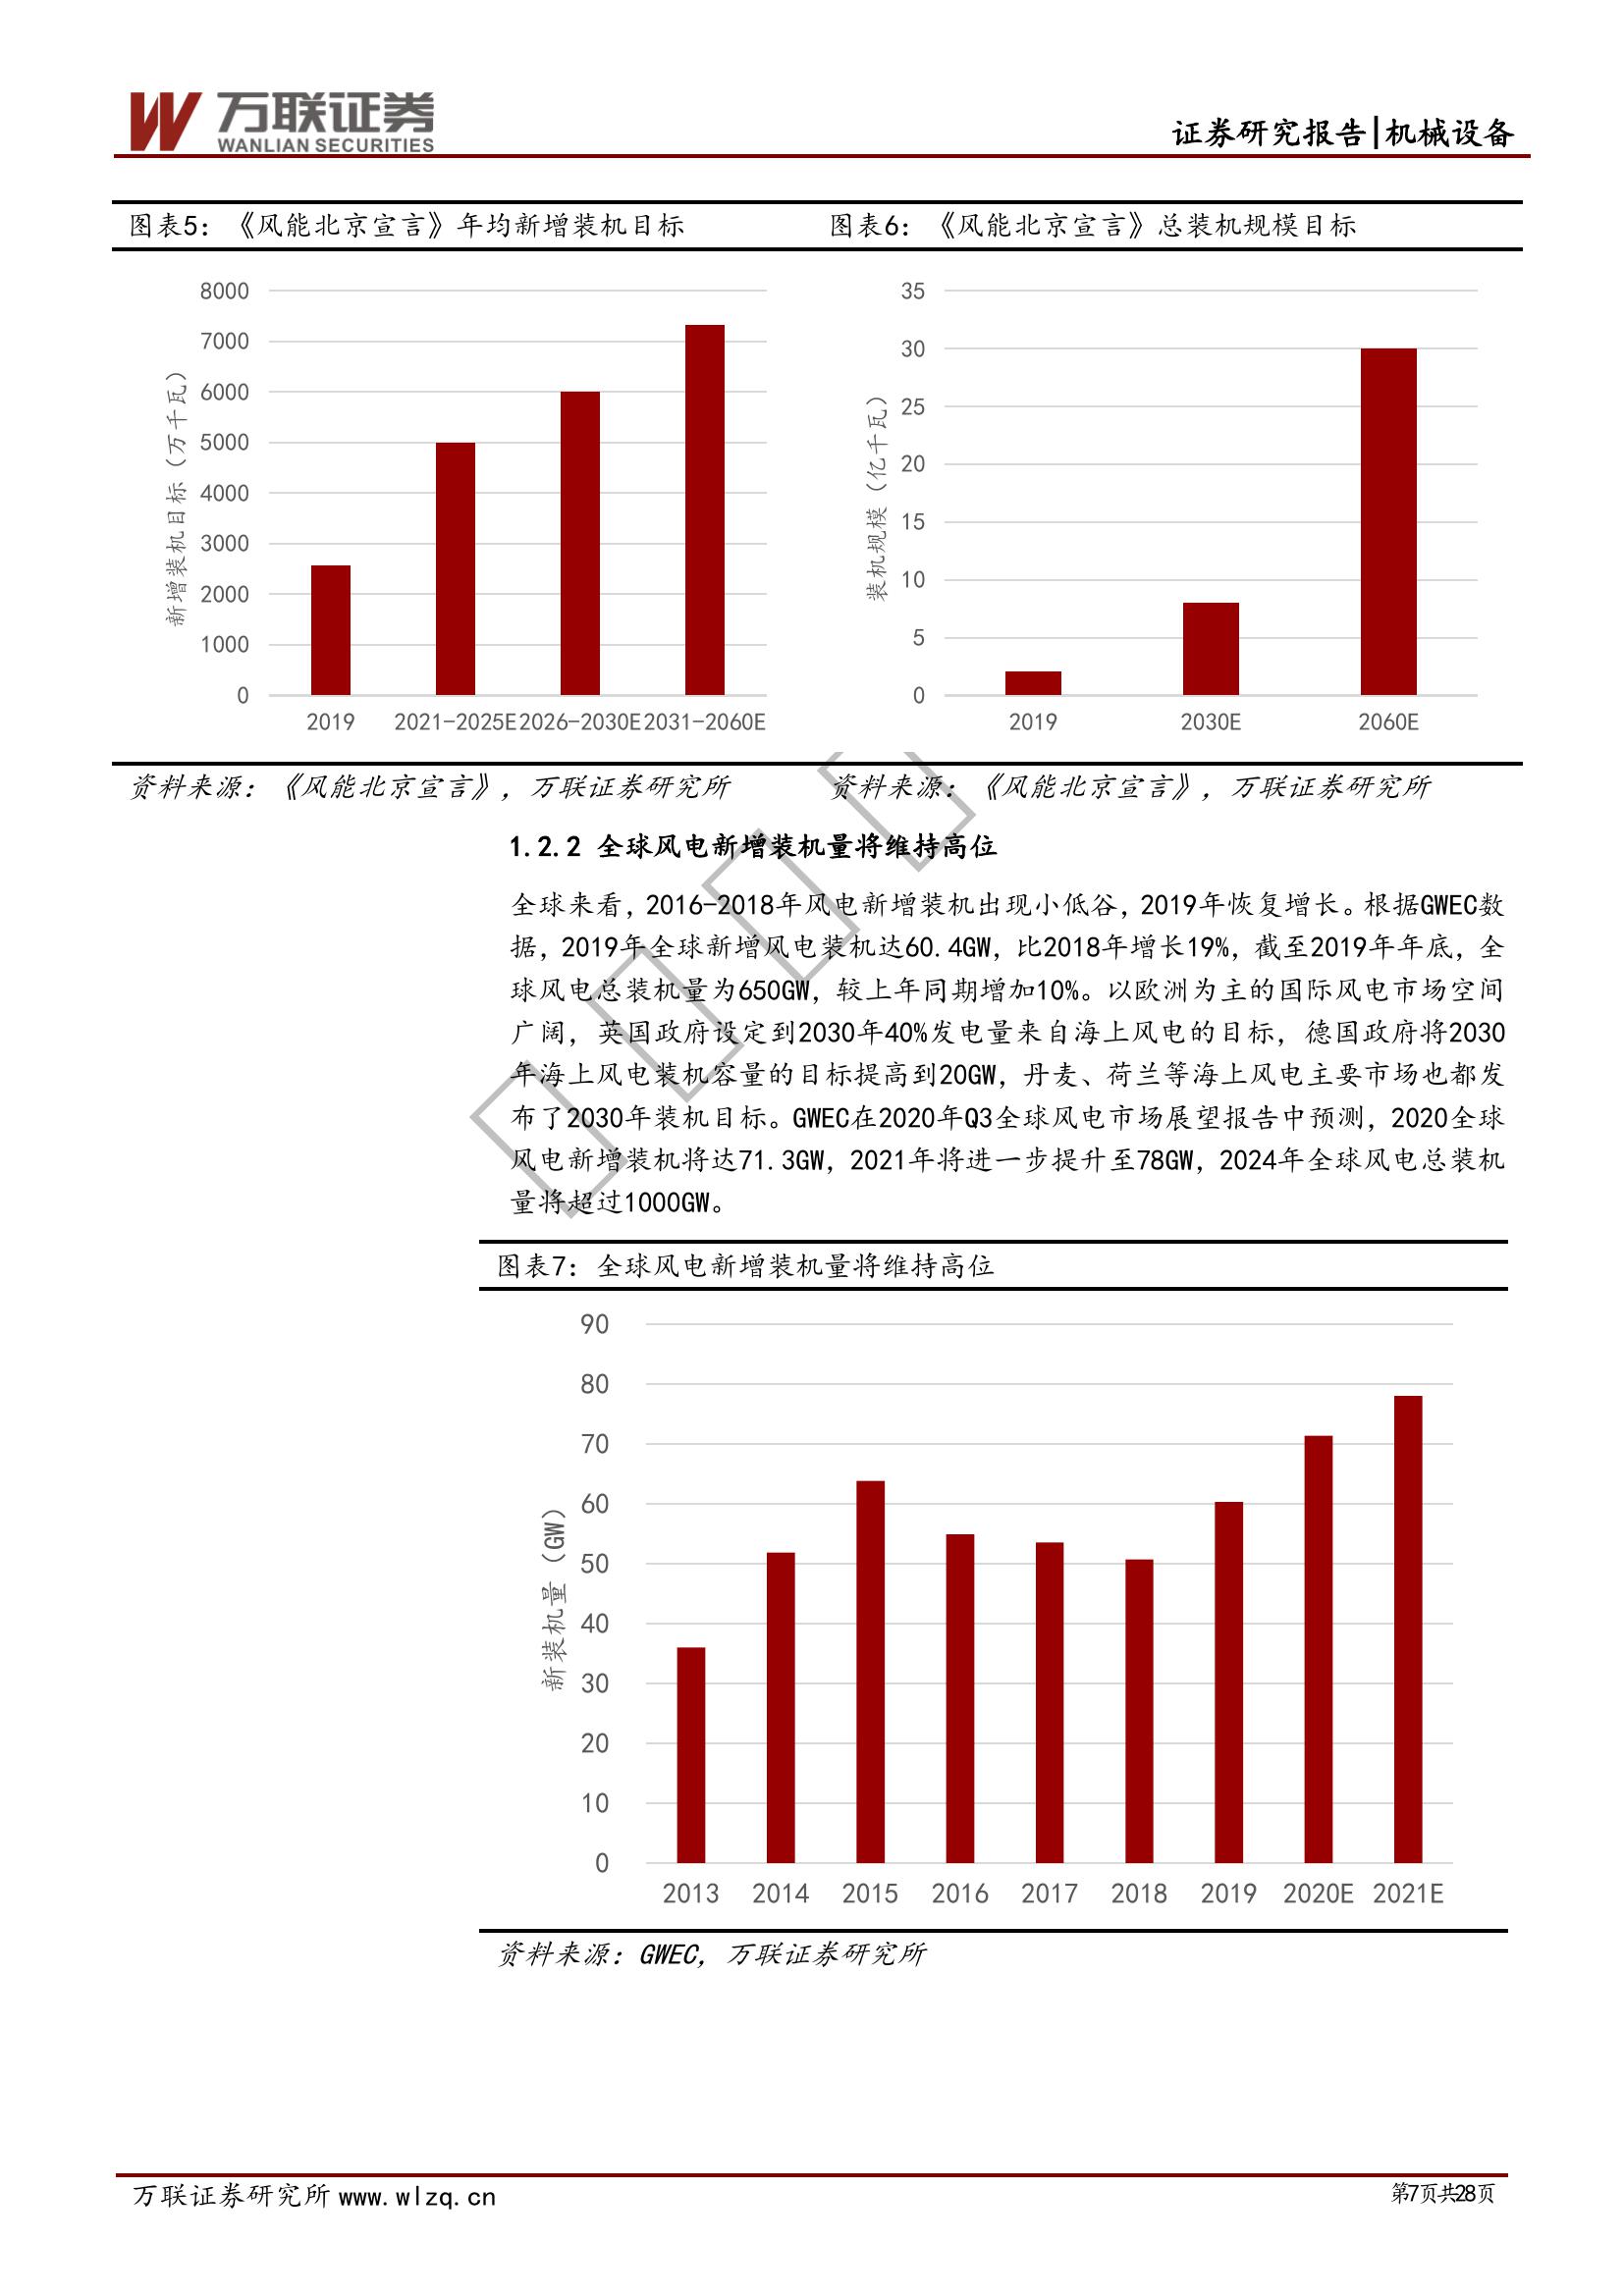 万联证券
WANLIAN SECURITIES
证券研究报告|机械设备
图表5：《风能北京宣言》年均新增装机目标
新增装机目标（万千瓦）
8000
7000
6000
5000
4000
3000
2000
1000
0
2019 2021-2025E 2026-2030E 2031-2060E
资料来源：《风能北京宣言》，万联证券研究所
图表6：《风能北京宣言》总装机规模目标
装机规模（亿千瓦）
35
30
25
20
15
10
5
0
2019 2030E 2060E
资料来源：《风能北京宣言》，万联证券研究所
1.2.2 全球风电新增装机量将维持高位
全球来看，2016-2018年风电新增装机出现小低谷，2019年恢复增长。根据GWEC数
据，2019年全球新增风电装机达60.4GW，比2018年增长19%，截至2019年年底，全
球风电总装机量为650GW，较上年同期增加10%。以欧洲为主的国际风电市场空间
广阔，英国政府设定到2030年40%发电量来自海上风电的目标，德国政府将2030
年海上风电装机容量的目标提高到20GW，丹麦、荷兰等海上风电主要市场也都发
布了2030年装机目标。GWEC在2020年Q3全球风电市场展望报告中预测，2020全球
风电新增装机将达71.3GW，2021年将进一步提升至78GW，2024年全球风电总装机
量将超过1000GW。
图表7：全球风电新增装机量将维持高位
新装机量（GW）
90
80
70
60
50
40
30
20
10
0
2013 2014 2015 2016 2017 2018 2019 2020E 2021E
资料来源：GWEC，万联证券研究所
万联证券研究所 www.wlzq.cn
第7页共28页